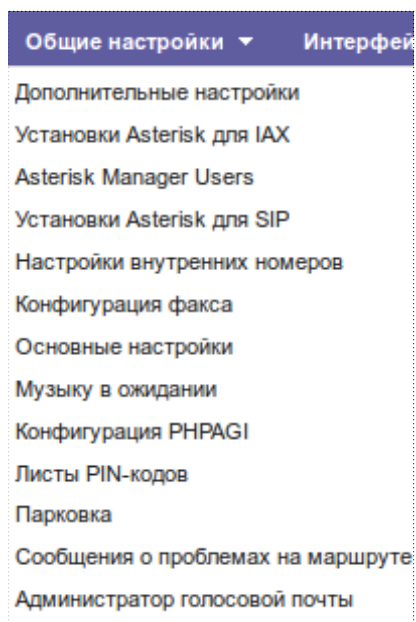 Общие настройки Интерфей
Дополнительные настройки
Установки Asterisk для IAX
Asterisk Manager Users
Установки Asterisk для SIP
Настройки внутренних номеров
Конфигурация факса
Основные настройки
Музыку в ожидании
Конфигурация PHPAGI
Листы PIN-кодов
Парковка
Сообщения о проблемах на маршруте
Администратор голосовой почты